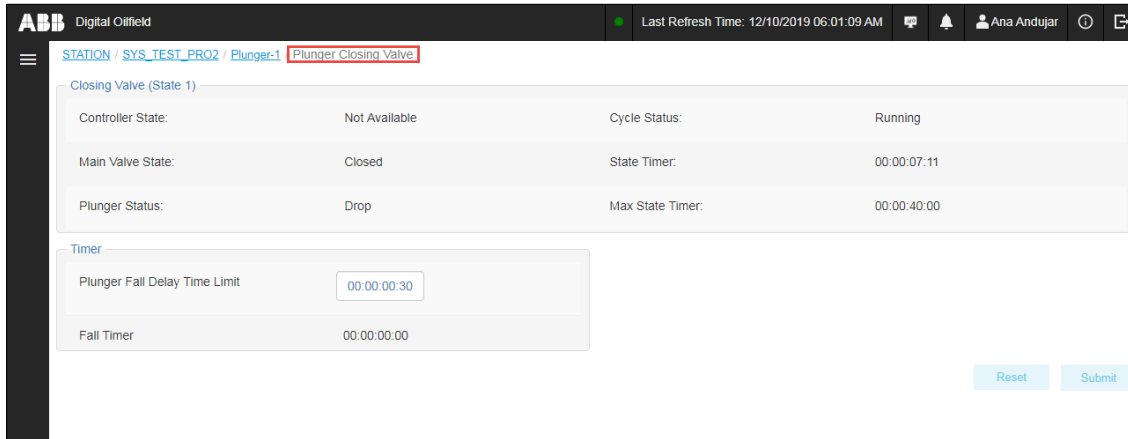 ABB Digital Oilfield Last Refresh Time: 12/10/2019 06:01:09 AM Ana Andujar
STATION / SYS_TEST_PRO2 / Plunger-1 / Plunger Closing Valve
Closing Valve (State 1)
Controller State: Not Available Cycle Status: Running
Main Valve State: Closed State Timer: 00:00:07:11
Plunger Status: Drop Max State Timer: 00:00:40:00
Timer
Plunger Fall Delay Time Limit 00:00:00:30
Fall Timer 00:00:00:00
Reset Submit